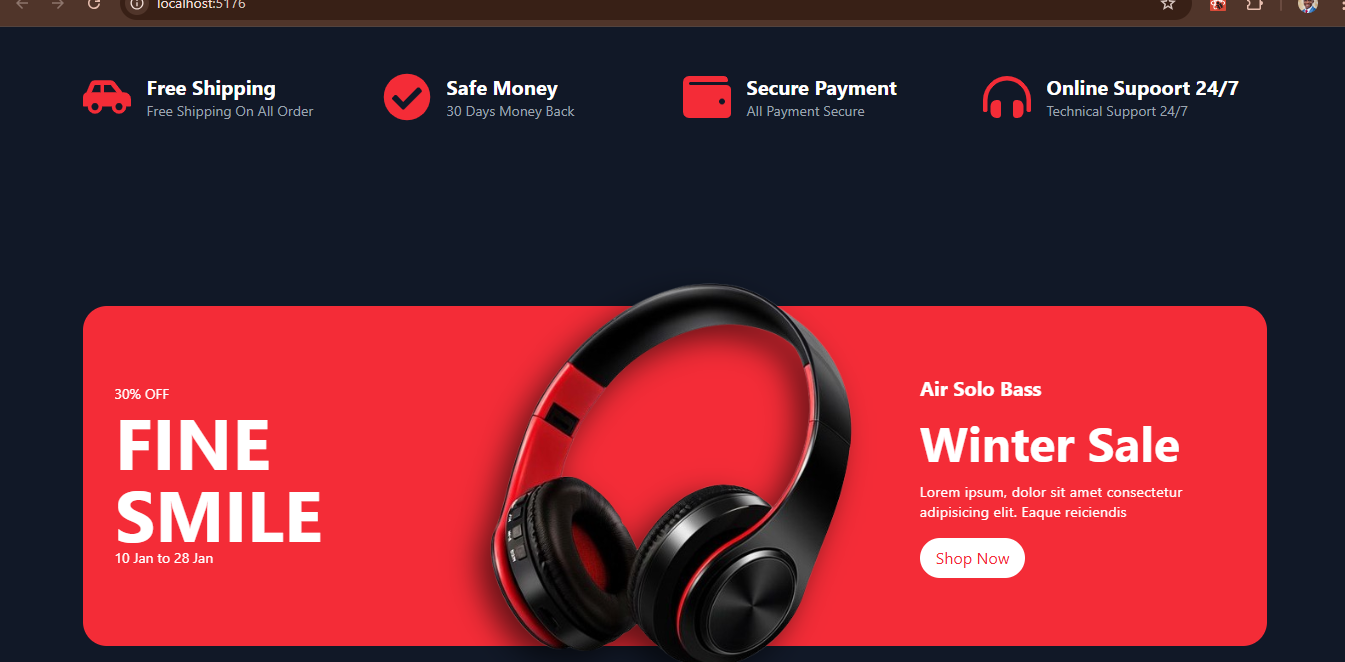 localhost:5176
Free Shipping
Free Shipping On All Order
Safe Money
30 Days Money Back
Secure Payment
All Payment Secure
Online Supoort 24/7
Technical Support 24/7
30% OFF
FINE
SMILE
10 Jan to 28 Jan
Air Solo Bass
Winter Sale
Lorem ipsum, dolor sit amet consectetur
adipisicing elit. Eaque reiciendis
Shop Now